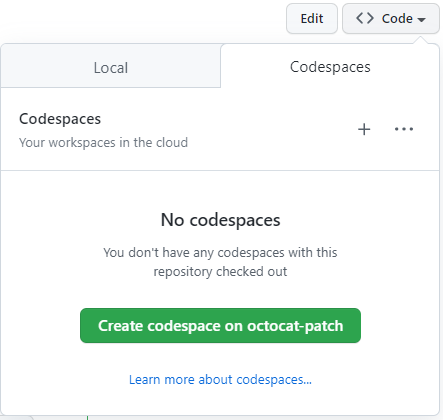 Edit
<> Code
Local
Codespaces
Codespaces
Your workspaces in the cloud
No codespaces
You don't have any codespaces with this
repository checked out
Create codespace on octocat-patch
Learn more about codespaces...